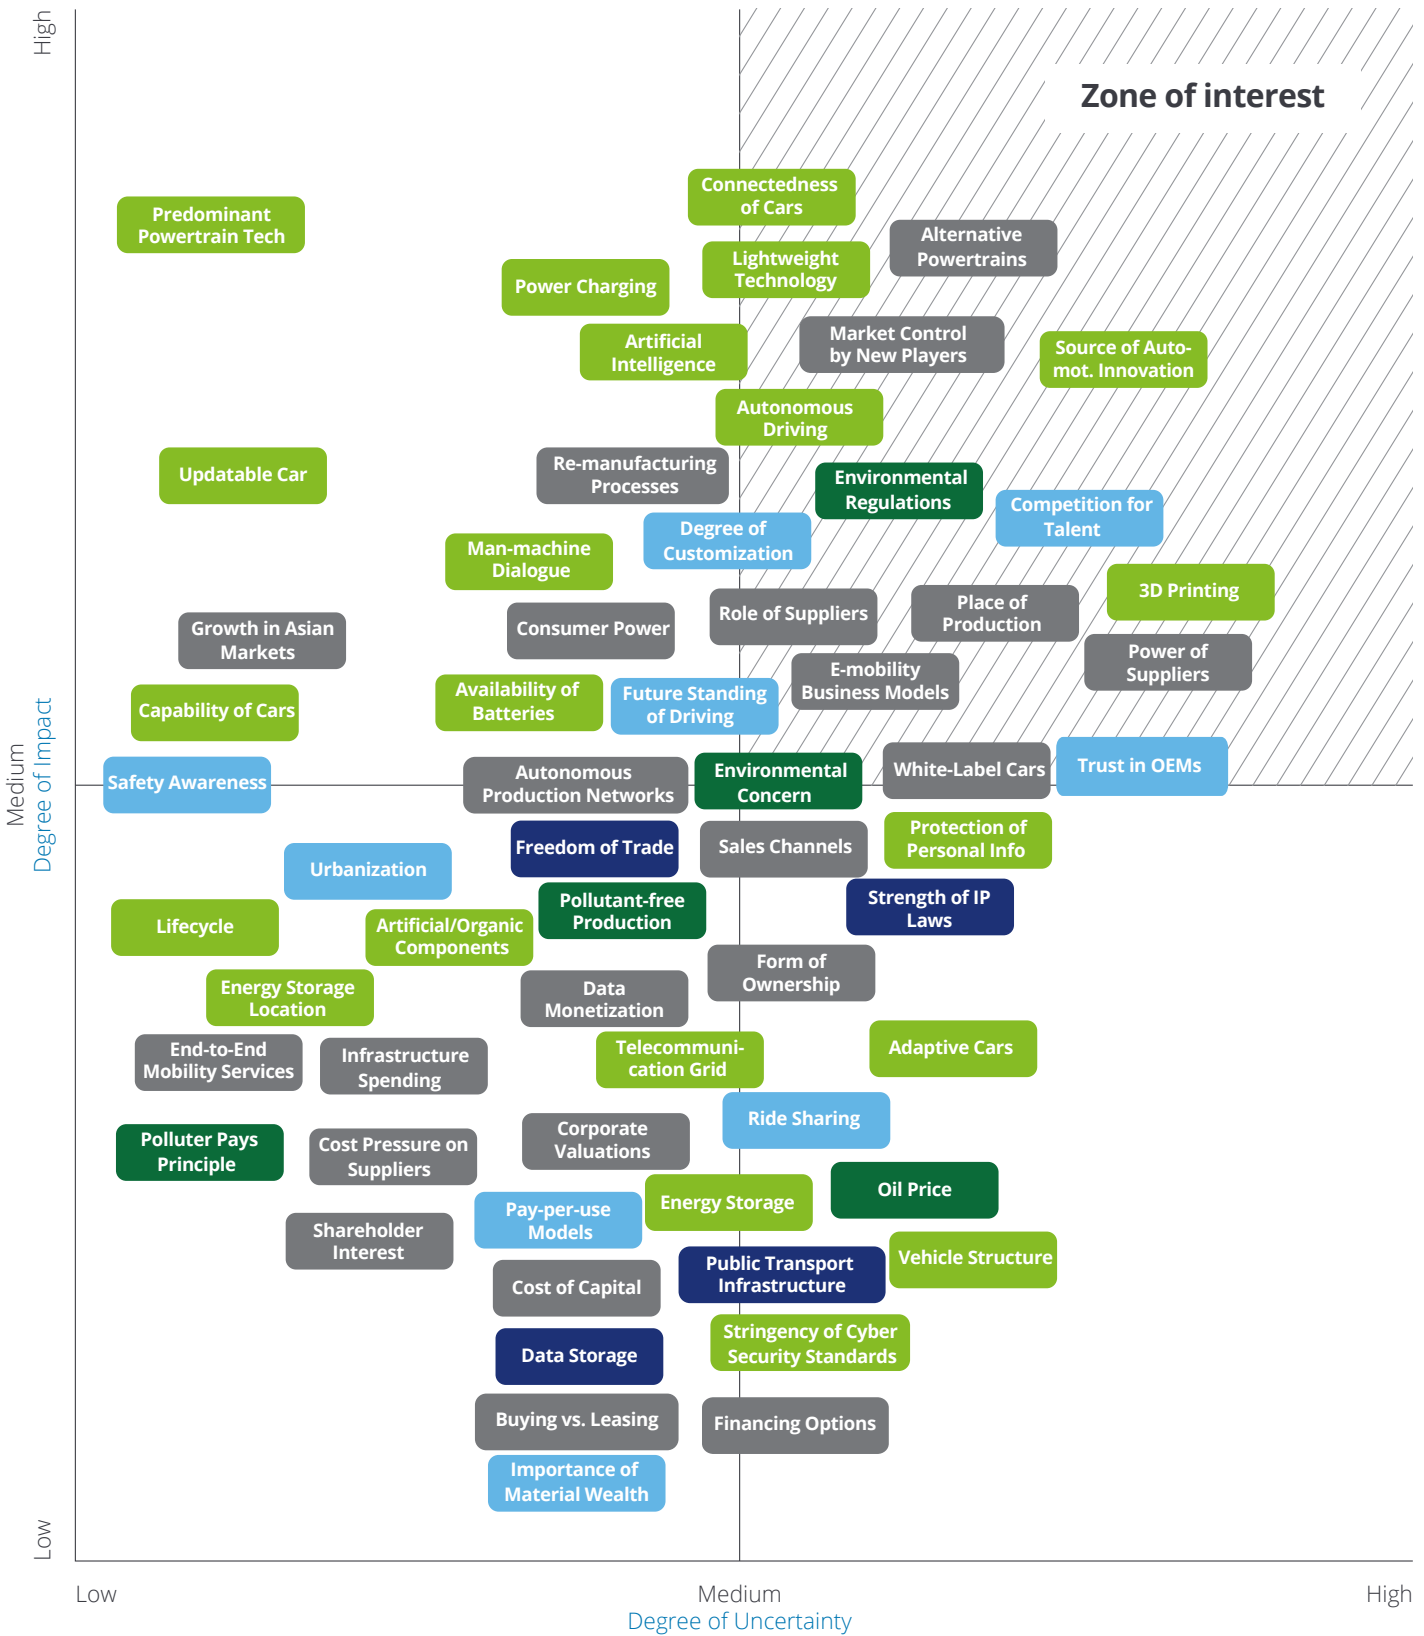 High
Zone of interest
Connectedness
of Cars
Predominant
Powertrain Tech
Alternative
Powertrains
Lightweight
Technology
Power Charging
Artificial
Intelligence
Market Control
by New Players
Source of Auto-
mot. Innovation
Autonomous
Driving
Updatable Car
Re-manufacturing
Processes
Environmental
Regulations
Competition for
Talent
Degree of
Customization
Man-machine
Dialogue
3D Printing
Growth in Asian
Markets
Consumer Power
Role of Suppliers
Place of
Production
Power of
Suppliers
E-mobility
Business Models
Capability of Cars
Availability of
Batteries
Future Standing
of Driving
Medium
Degree of Impact
Safety Awareness
Autonomous
Production Networks
Environmental
Concern
White-Label Cars
Trust in OEMs
Freedom of Trade
Sales Channels
Protection of
Personal Info
Urbanization
Pollutant-free
Production
Strength of IP
Laws
Lifecycle
Artificial/Organic
Components
Form of
Ownership
Energy Storage
Location
Data
Monetization
End-to-End
Mobility Services
Infrastructure
Spending
Telecommuni-
cation Grid
Adaptive Cars
Ride Sharing
Polluter Pays
Principle
Cost Pressure on
Suppliers
Corporate
Valuations
Oil Price
Energy Storage
Pay-per-use
Models
Shareholder
Interest
Vehicle Structure
Public Transport
Infrastructure
Cost of Capital
Stringency of Cyber
Security Standards
Data Storage
Buying vs. Leasing
Financing Options
Importance of
Material Wealth
Low
Low
Medium
High
Degree of Uncertainty